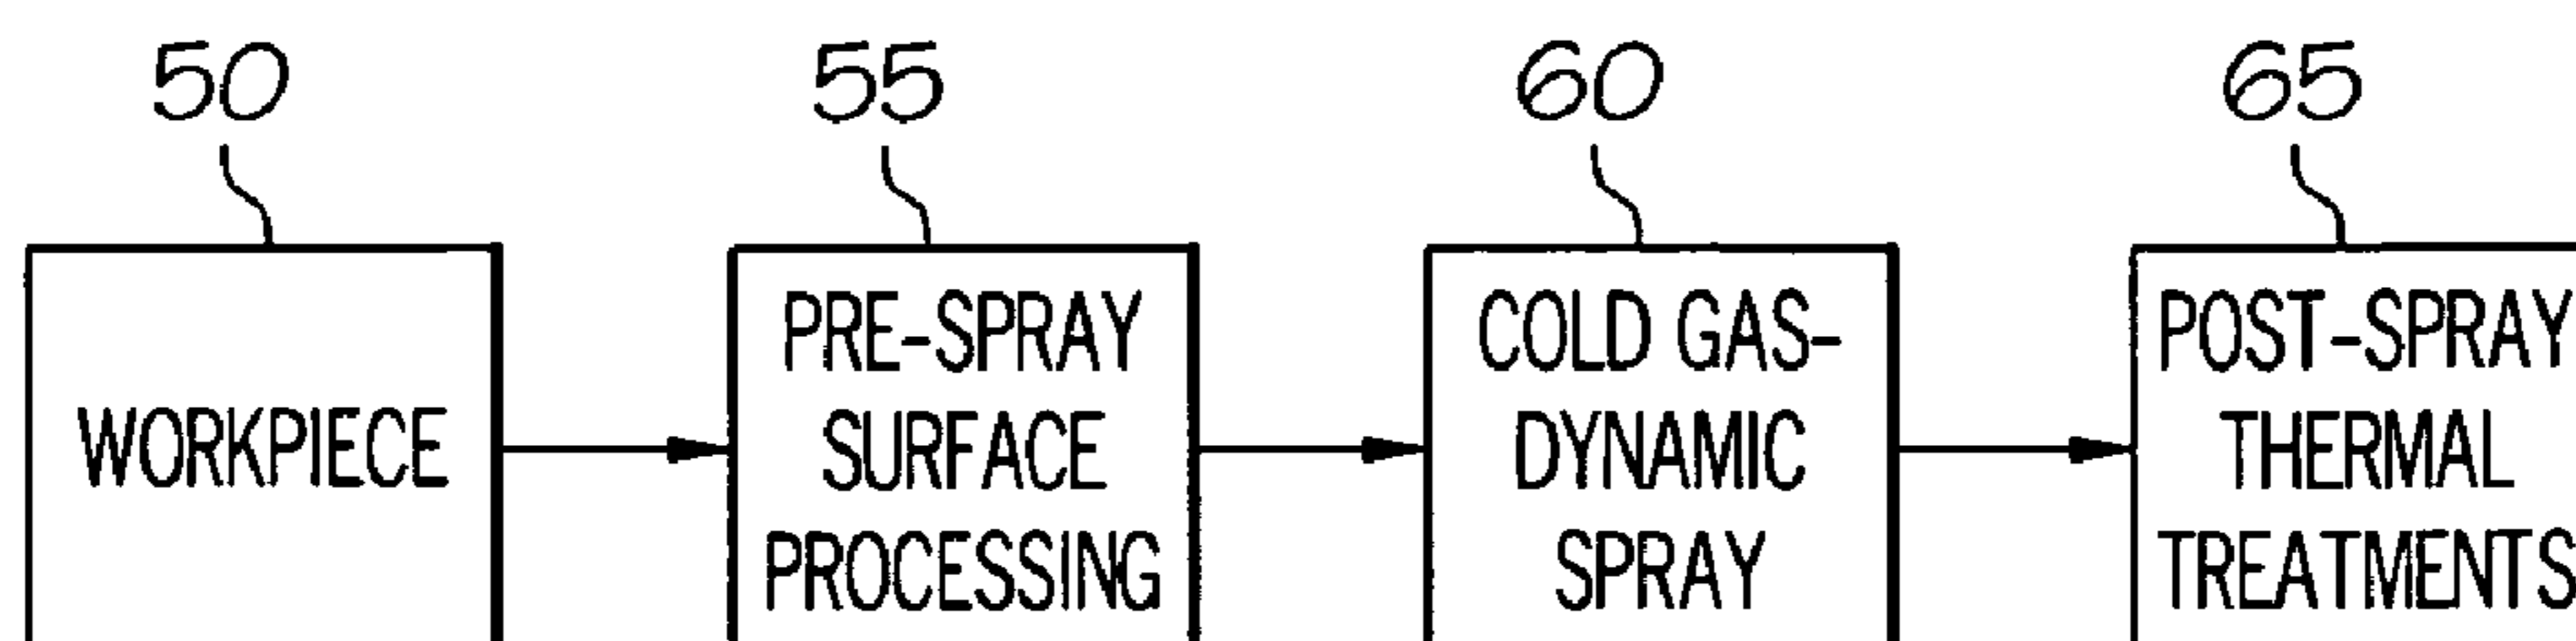 50
55
60
65
WORKPIECE
PRE-SPRAY
SURFACE
PROCESSING
COLD GAS-
DYNAMIC
SPRAY
POST-SPRAY
THERMAL
TREATMENTS